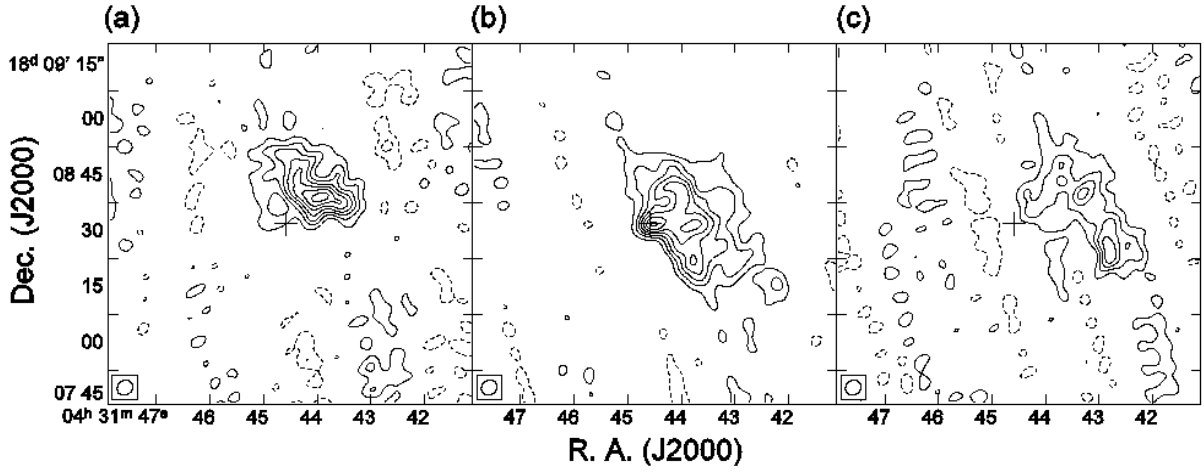 (a) (b) (c)
18d 09' 15"
00
08 45
30
15
00
07 45
Dec. (J2000)
04h 31m 47s 46 45 44 43 42 47 46 45 44 43 42 47 46 45 44 43 42
R. A. (J2000)